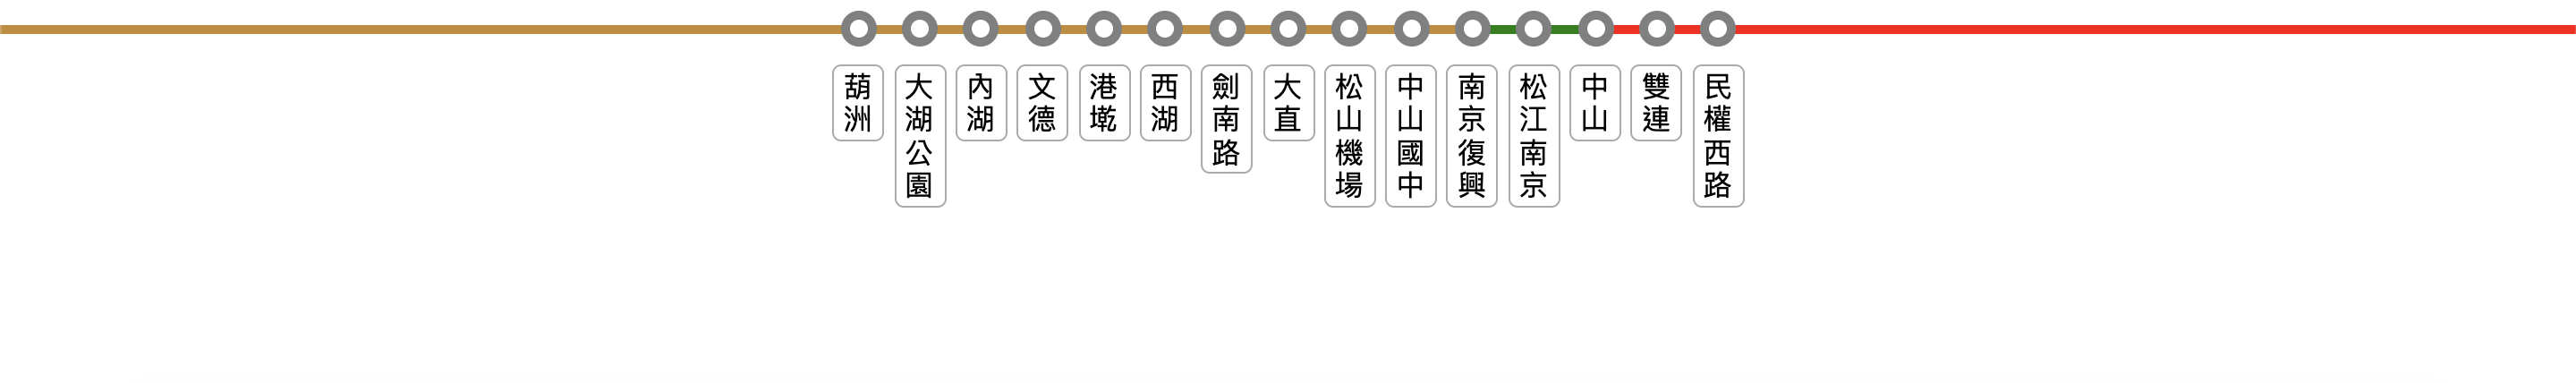 葫洲
大湖公園
內湖
文德
港墘
西湖
劍南路
大直
松山機場
中山國中
南京復興
松江南京
中山
雙連
民權西路